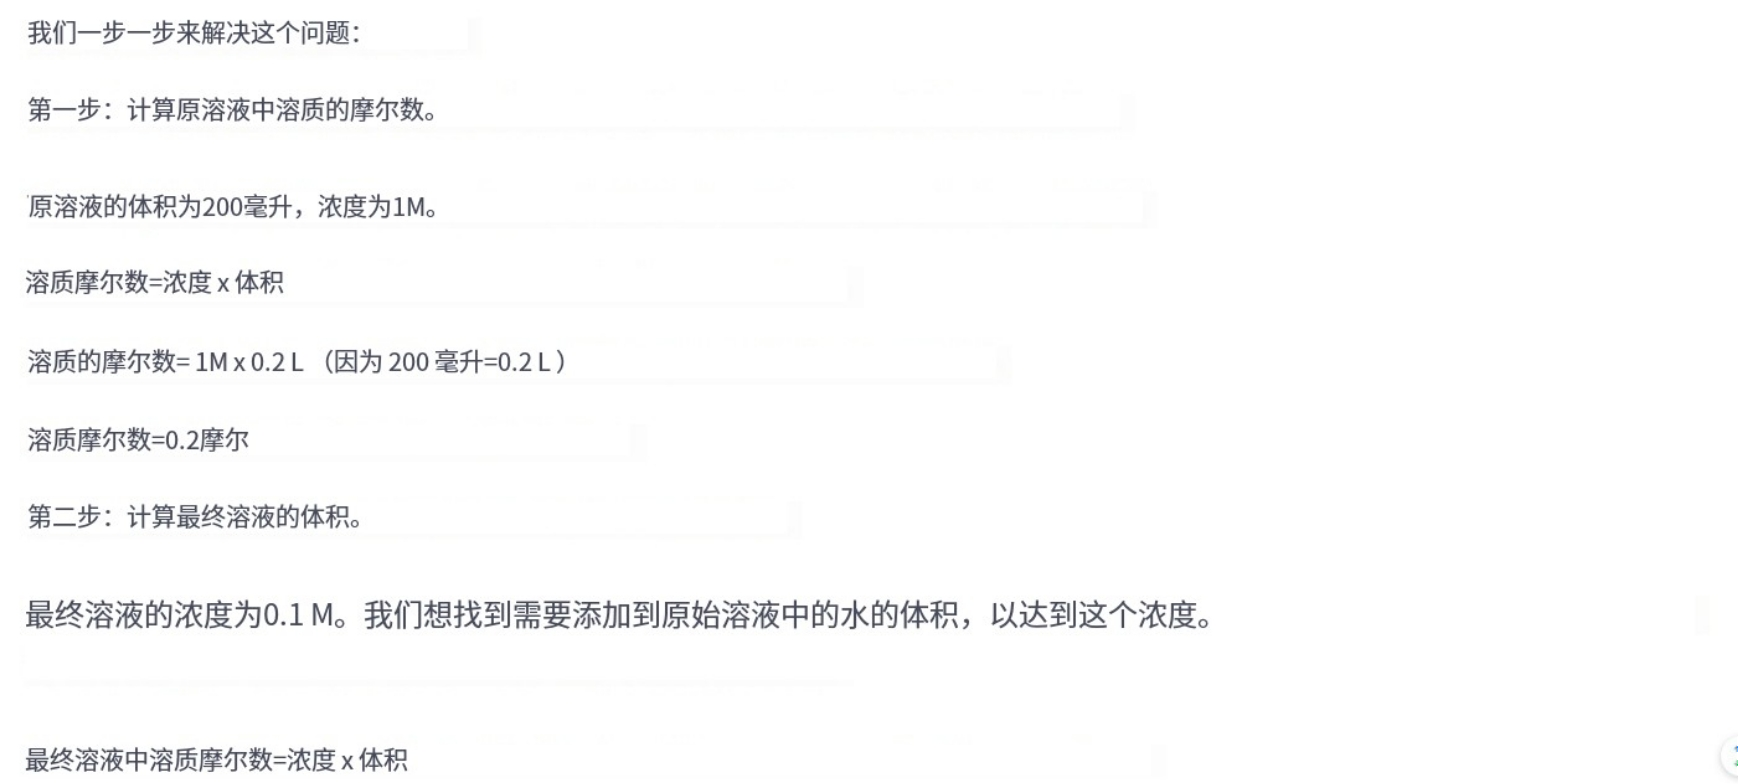 我们一步一步来解决这个问题：
第一步：计算原溶液中溶质的摩尔数。
原溶液的体积为200毫升，浓度为1M。
溶质摩尔数=浓度 x 体积
溶质的摩尔数= 1M x 0.2 L （因为 200 毫升=0.2 L ）
溶质摩尔数=0.2摩尔
第二步：计算最终溶液的体积。
最终溶液的浓度为0.1 M。我们想找到需要添加到原始溶液中的水的体积，以达到这个浓度。
最终溶液中溶质摩尔数=浓度 x 体积